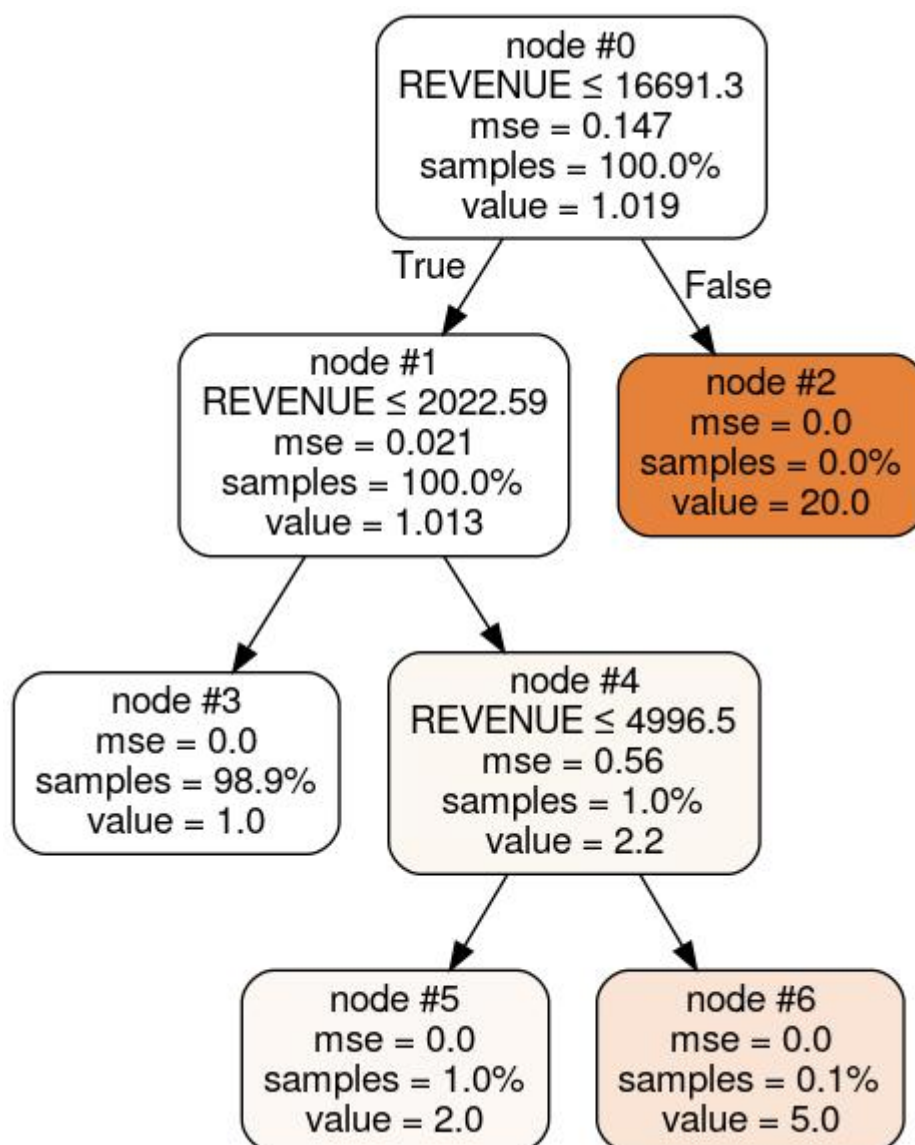 node #0
REVENUE ≤ 16691.3
mse = 0.147
samples = 100.0%
value = 1.019
True
False
node #1
REVENUE ≤ 2022.59
mse = 0.021
samples = 100.0%
value = 1.013
node #2
mse = 0.0
samples = 0.0%
value = 20.0
node #3
mse = 0.0
samples = 98.9%
value = 1.0
node #4
REVENUE ≤ 4996.5
mse = 0.56
samples = 1.0%
value = 2.2
node #5
mse = 0.0
samples = 1.0%
value = 2.0
node #6
mse = 0.0
samples = 0.1%
value = 5.0